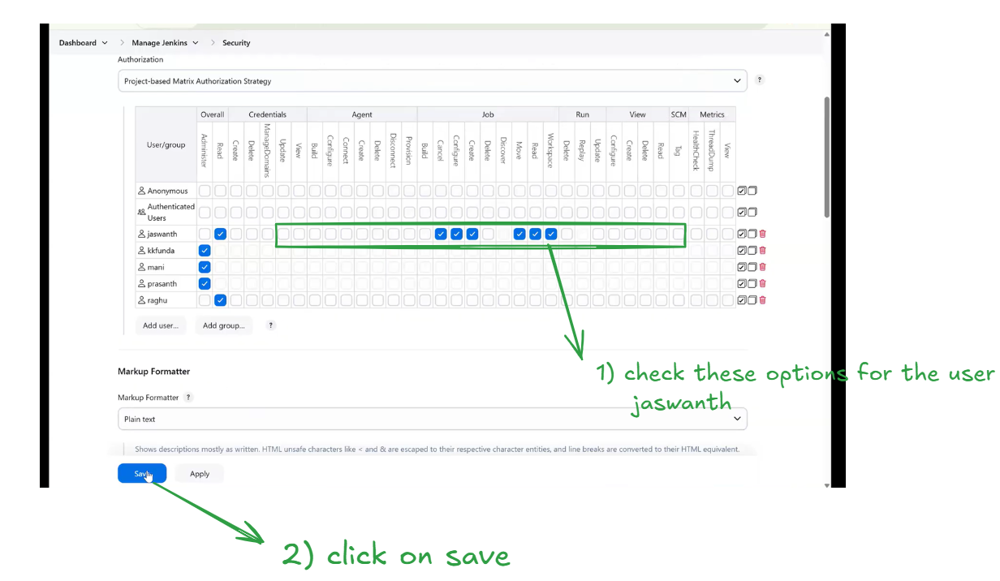 Dashboard > Manage Jenkins > Security
Authorization
Project-based Matrix Authorization Strategy
?
User/group Overall Credentials Agent Job Run View SCM Metrics
Administer Read Create Delete ManageDomains Update View Build Configure Connect Create Delete Disconnect Provision Build Cancel Configure Create Delete Discover Move Read Workspace Delete Replay Update Configure Create Delete Read Tag HealthCheck ThreadDump View
Anonymous
Authenticated
Users
jaswanth
kkfunda
mani
prasanth
raghu
Add user... Add group... ?
1) check these options for the user
jaswanth
Markup Formatter
Markup Formatter ?
Plain text
Shows descriptions mostly as written. HTML unsafe characters like < and & are escaped to their respective character entities, and line breaks are converted to their HTML equivalent.
Save Apply
2) click on save